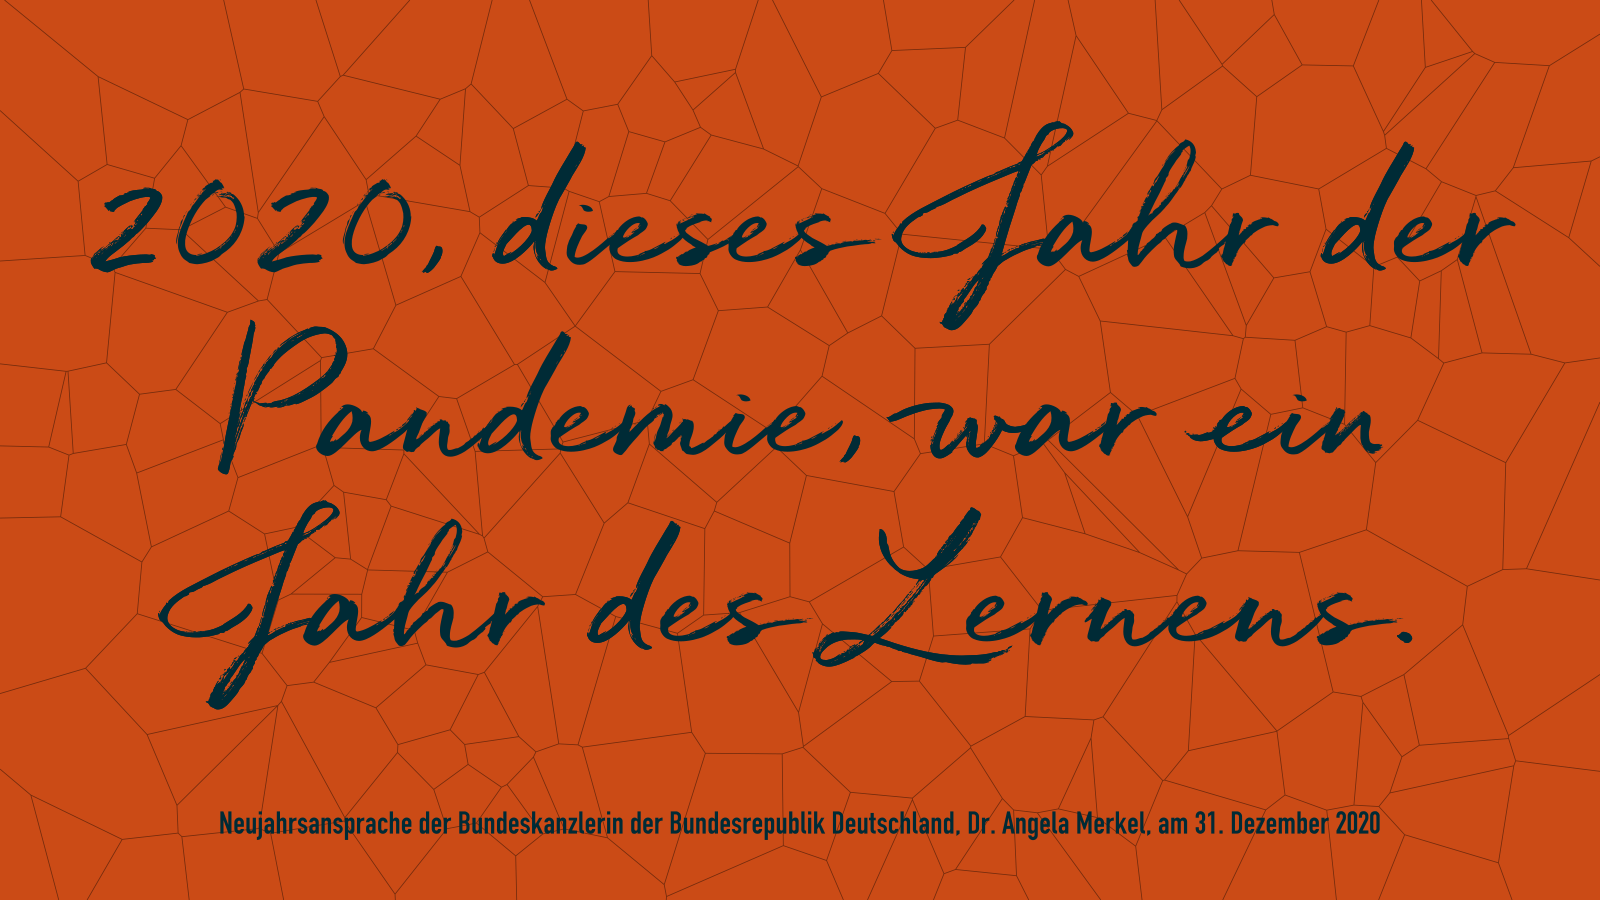 2020, dieses Jahr der
Pandemie, war ein
Jahr des Lernens.
Neujahrsansprache der Bundeskanzlerin der Bundesrepublik Deutschland, Dr. Angela Merkel, am 31. Dezember 2020